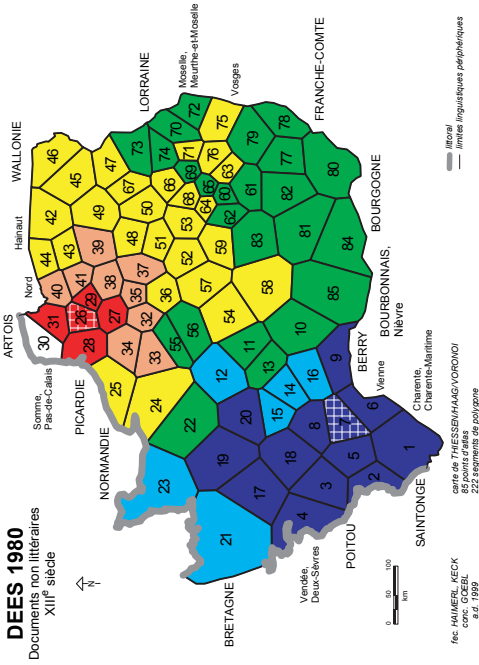 DEES 1980
Documents non littéraires
XIIIᵉ siècle
N
ARTOIS
Somme,
Pas-de-Calais
PICARDIE
Nord
Hainaut
WALLONIE
LORRAINE
Moselle,
Meurthe-et-Moselle
Vosges
FRANCHE-COMTE
BOURGOGNE
BOURBONNAIS,
Nièvre
BERRY
Vienne
Charente,
Charente-Maritime
SAINTONGE
POITOU
Vendée,
Deux-Sèvres
BRETAGNE
NORMANDIE
1
2
3
4
5
6
7
8
9
10
11
12
13
14
15
16
17
18
19
20
21
22
23
24
25
26
27
28
29
30
31
32
33
34
35
36
37
38
39
40
41
42
43
44
45
46
47
48
49
50
51
52
53
54
55
56
57
58
59
60
61
62
63
64
65
66
67
68
69
70
71
72
73
74
75
76
77
78
79
80
81
82
83
84
85
0 50 100
km
fec. HAIMERL, KECK
conc. GOEBL
a.d. 1999
carte de THIESSEN/HAAG/VORONOI
85 points d'atlas
222 segments de polygone
littoral
limites linguistiques périphériques